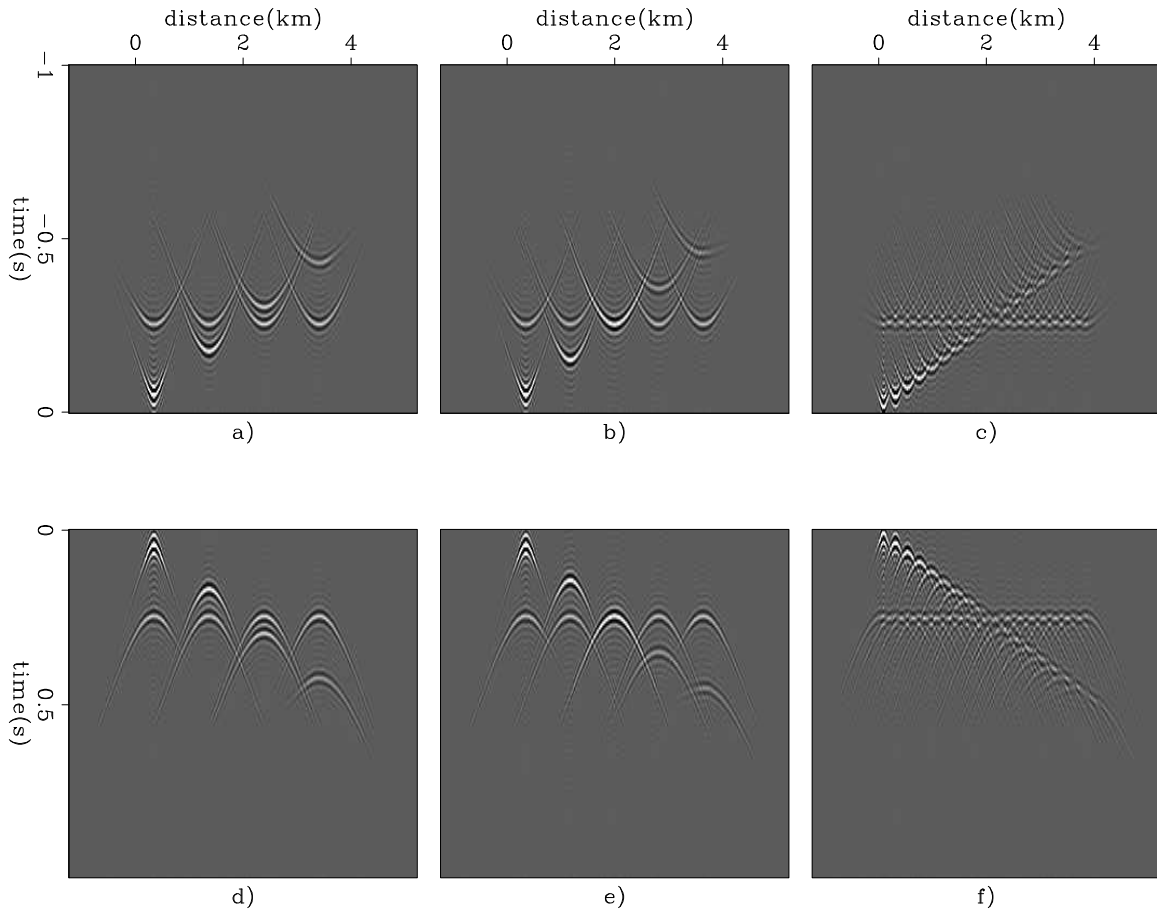 distance(km) distance(km) distance(km)
0 2 4 0 2 4 0 2 4
-1
-0.5
0
time(s)
a) b) c)
0
0.5
time(s)
d) e) f)